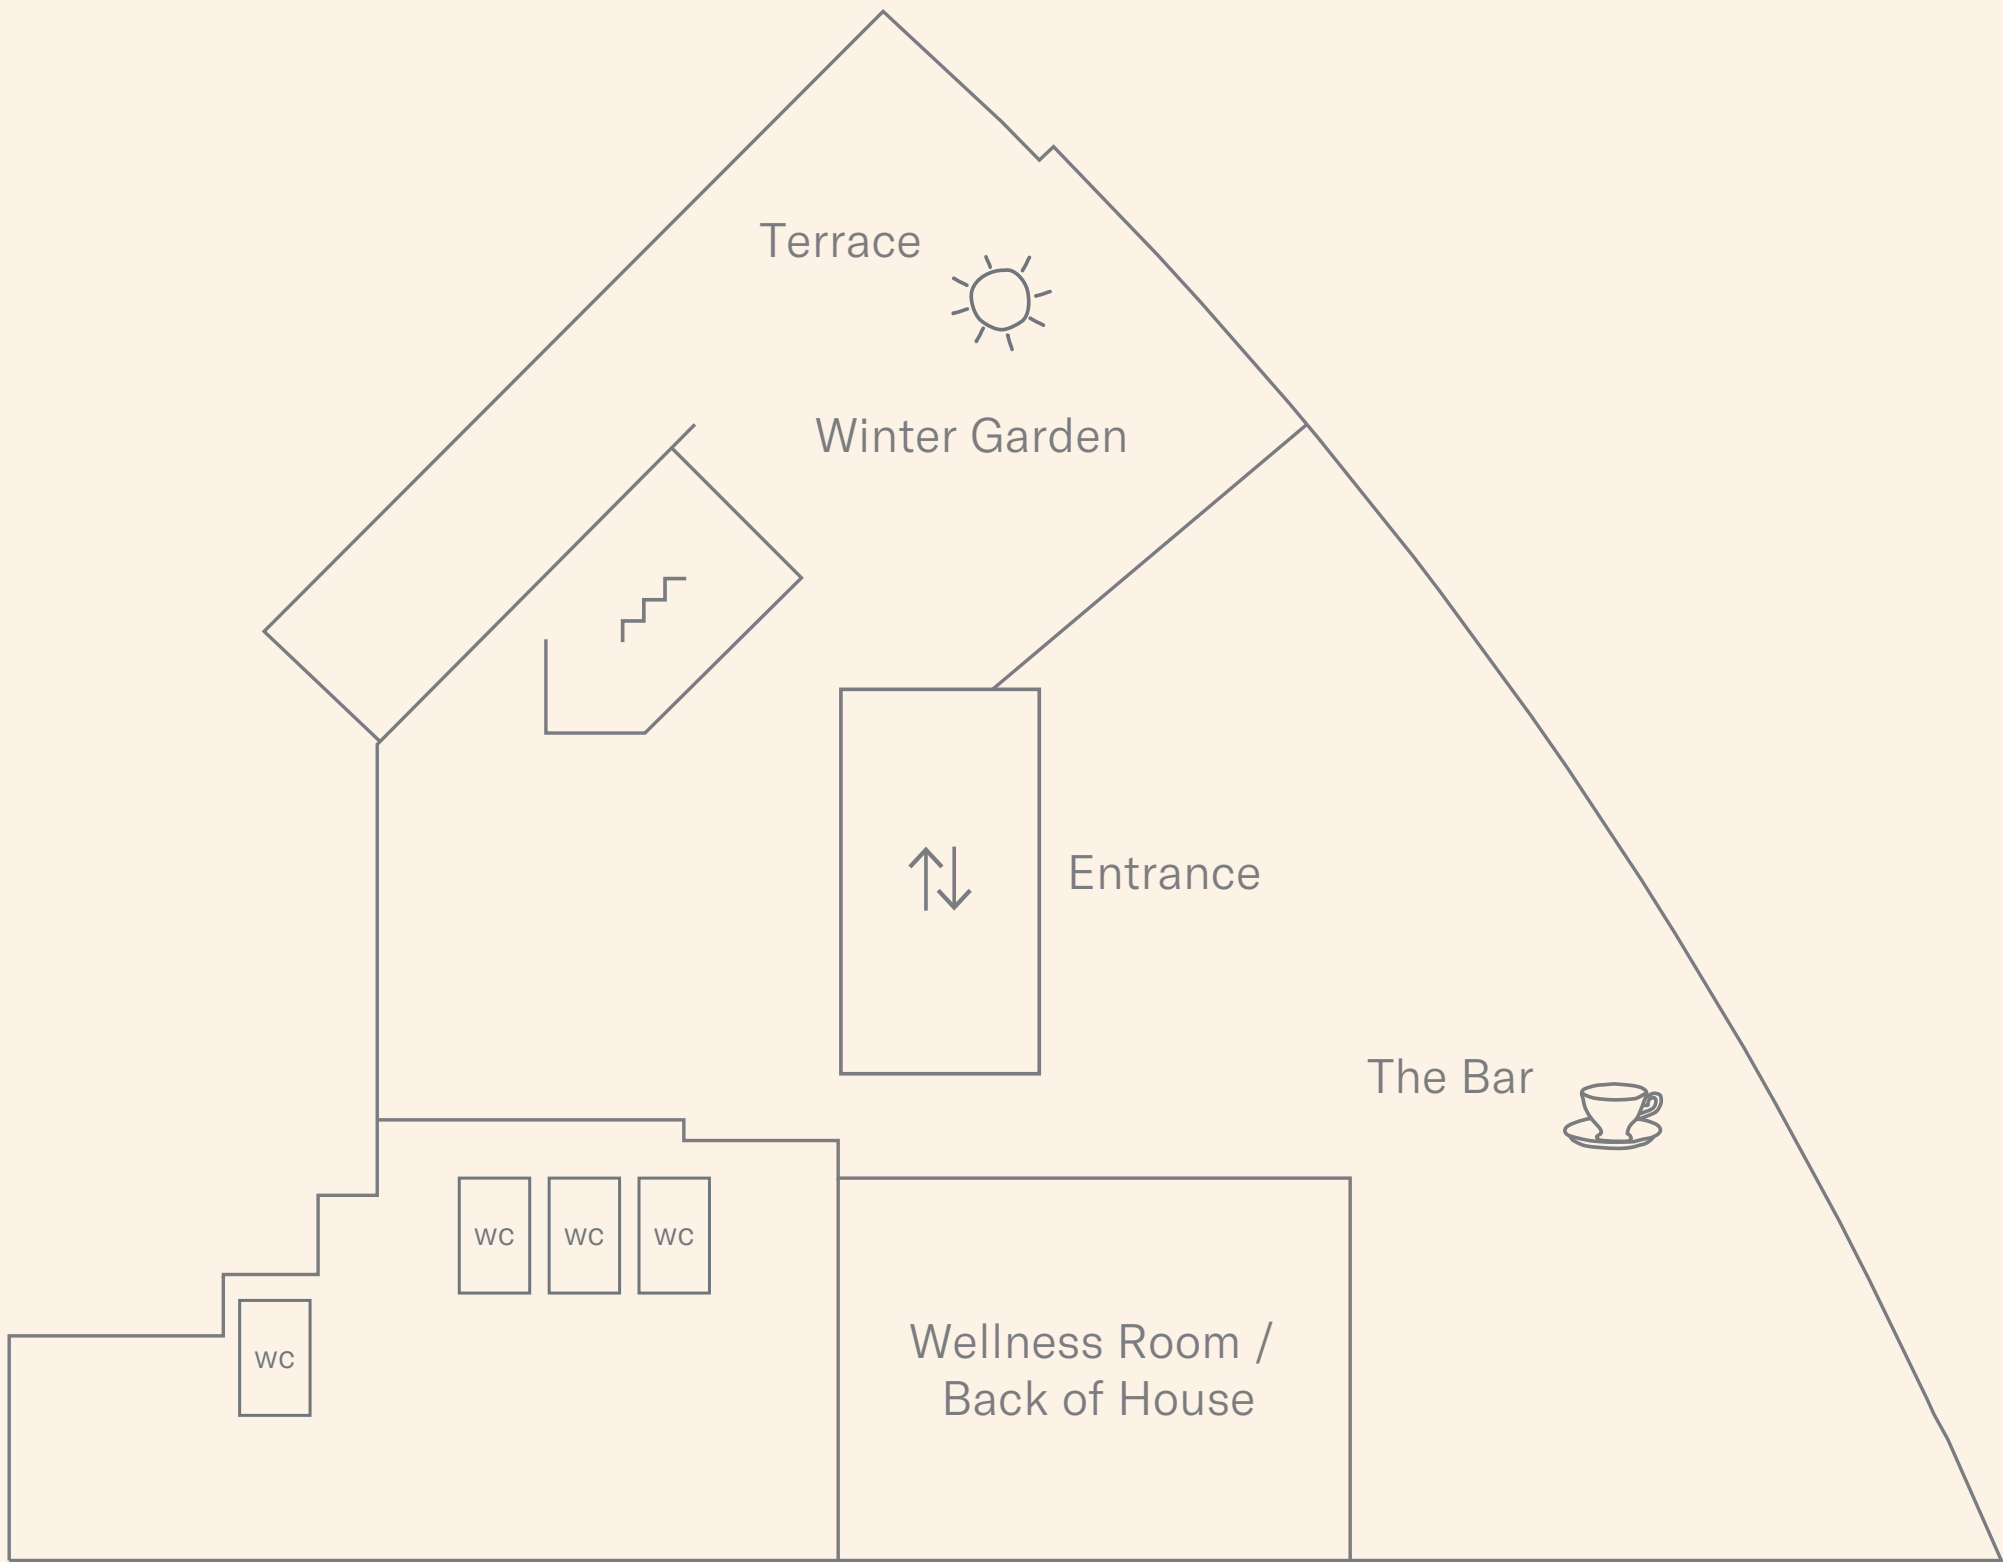 Terrace
Winter Garden
Entrance
The Bar
WC WC WC
WC
Wellness Room /
Back of House